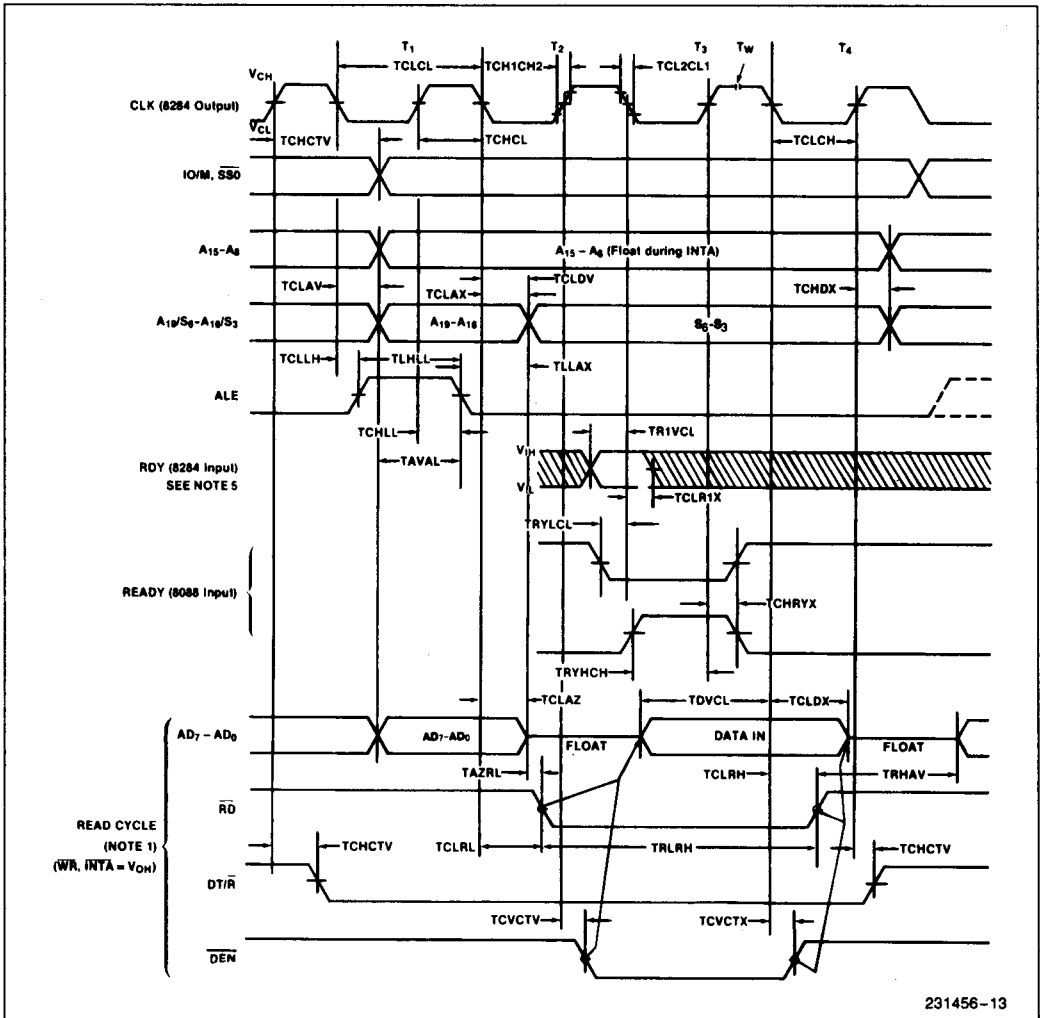 T1 T2 T3 TW T4
TCLCL TCH1CH2 TCL2CL1
VCH
CLK (8284 Output)
VCL
TCHCTV TCHCL TCLCH
IO/M, SSO
A15-A8 A15 - A8 (Float during INTA)
TCLDV
TCLAV TCLAX TCHDX
A19/S6-A16/S3 A19-A16 S6-S3
TCLLH TLHLL TLLAX
ALE
TCHLL TR1VCL
TAVAL
VIH
RDY (8284 Input)
SEE NOTE 5
VIL
TCLR1X
TRYLCL
READY (8088 Input)
TCHRYX
TRYHCH
TCLAZ TDVCL TCLDX
AD7 - AD0 AD7-AD0 FLOAT DATA IN FLOAT
TAZRL TCLRH TRHAV
RD
READ CYCLE
(NOTE 1)
(WR, INTA = VOH)
TCHCTV TCLRL TRLRH TCHCTV
DT/R
TCVCTV TCVCTX
DEN
231456-13